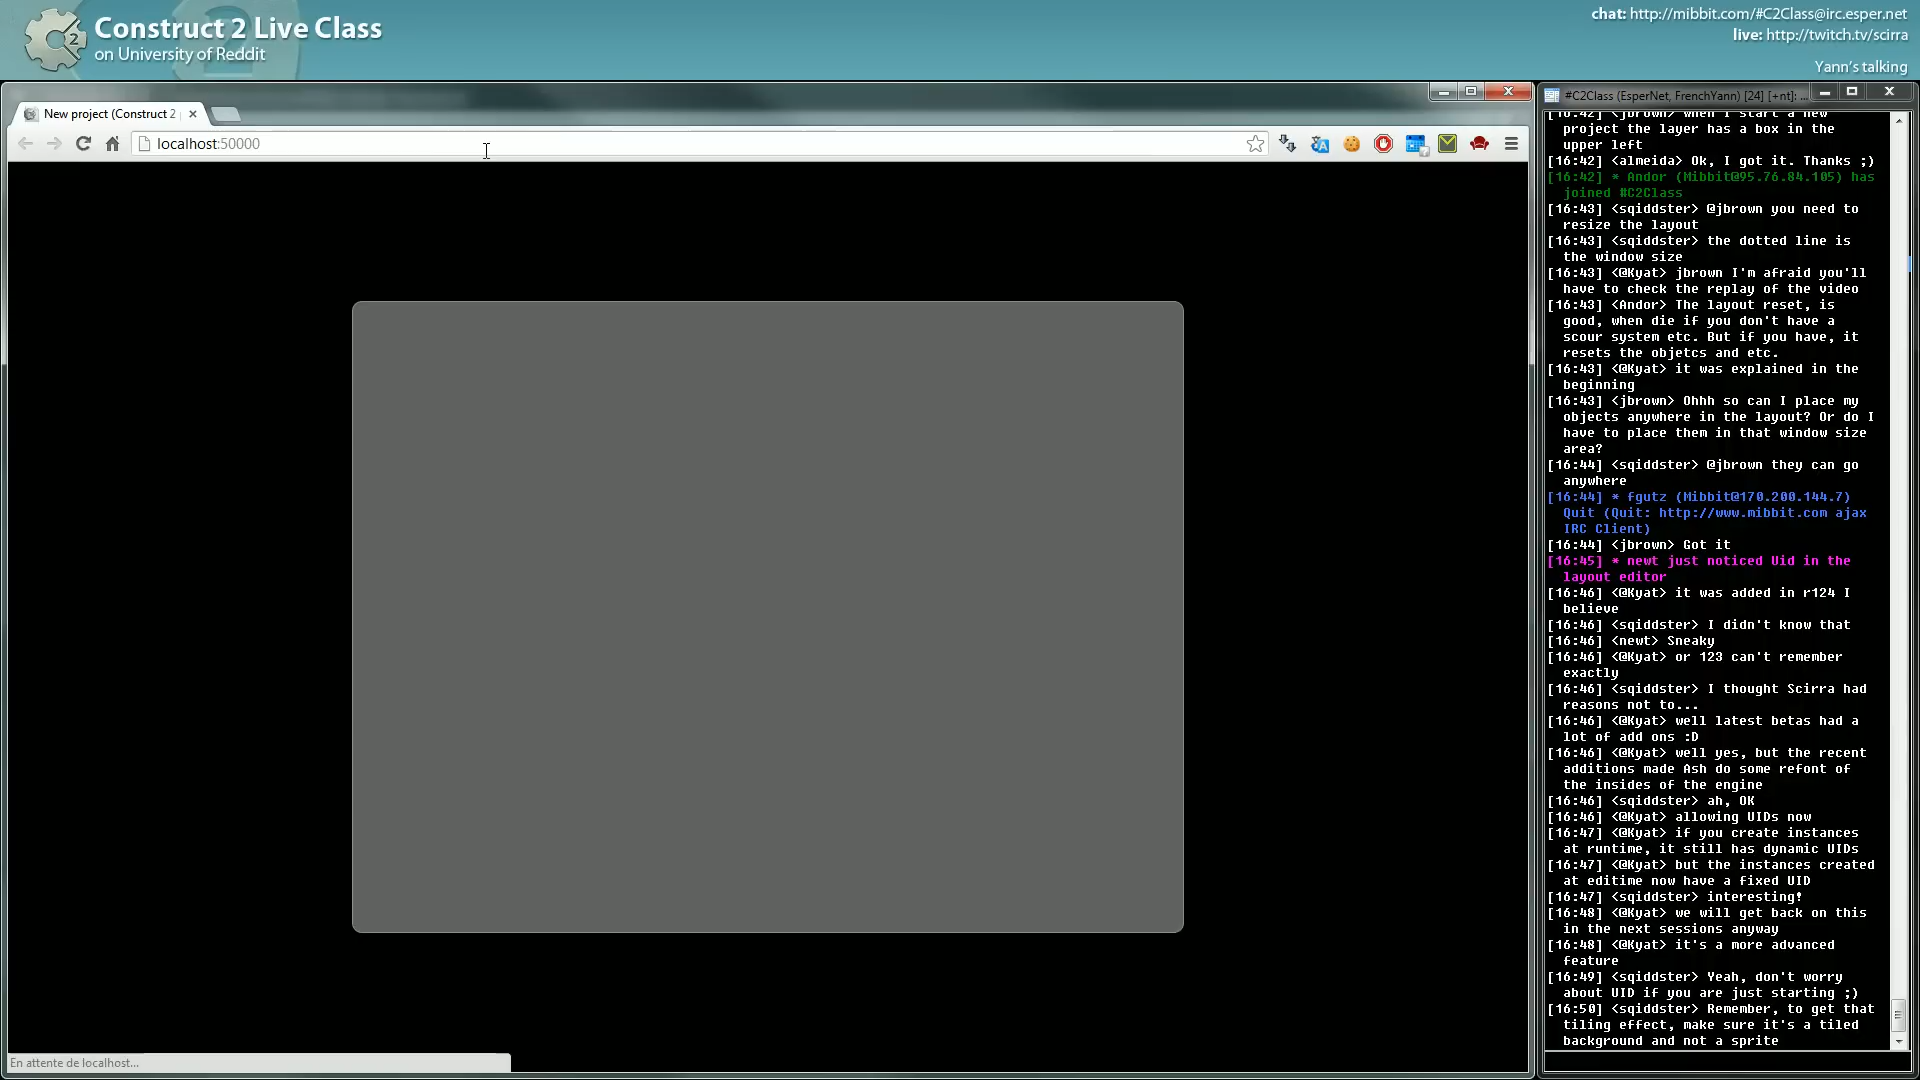 Construct 2 Live Class
on University of Reddit
chat: http://mibbit.com/#C2Class@irc.esper.net
live: http://twitch.tv/scirra
Yann's talking
New project (Construct 2
localhost:50000
En attente de localhost...
#C2Class (EsperNet, FrenchYann) [24] [+nt]: ...
[16:42] <jbrown> when I start a new
project the layer has a box in the
upper left
[16:42] <almeida> Ok, I got it. Thanks ;)
[16:42] * Andor (Mibbit@95.76.84.105) has
joined #C2Class
[16:43] <sqiddster> @jbrown you need to
resize the layout
[16:43] <sqiddster> the dotted line is
the window size
[16:43] <@Kyat> jbrown I'm afraid you'll
have to check the replay of the video
[16:43] <Andor> The layout reset, is
good, when die if you don't have a
scour system etc. But if you have, it
resets the objetcs and etc.
[16:43] <@Kyat> it was explained in the
beginning
[16:43] <jbrown> Ohhh so can I place my
objects anywhere in the layout? Or do I
have to place them in that window size
area?
[16:44] <sqiddster> @jbrown they can go
anywhere
[16:44] * fgutz (Mibbit@170.200.144.7)
Quit (Quit: http://www.mibbit.com ajax
IRC Client)
[16:44] <jbrown> Got it
[16:45] * newt just noticed Uid in the
layout editor
[16:46] <@Kyat> it was added in r124 I
believe
[16:46] <sqiddster> I didn't know that
[16:46] <newt> Sneaky
[16:46] <@Kyat> or 123 can't remember
exactly
[16:46] <sqiddster> I thought Scirra had
reasons not to...
[16:46] <@Kyat> well latest betas had a
lot of add ons :D
[16:46] <@Kyat> well yes, but the recent
additions made Ash do some refont of
the insides of the engine
[16:46] <sqiddster> ah, OK
[16:46] <@Kyat> allowing UIDs now
[16:47] <@Kyat> if you create instances
at runtime, it still has dynamic UIDs
[16:47] <@Kyat> but the instances created
at editime now have a fixed UID
[16:47] <sqiddster> interesting!
[16:48] <@Kyat> we will get back on this
in the next sessions anyway
[16:48] <@Kyat> it's a more advanced
feature
[16:49] <sqiddster> Yeah, don't worry
about UID if you are just starting ;)
[16:50] <sqiddster> Remember, to get that
tiling effect, make sure it's a tiled
background and not a sprite